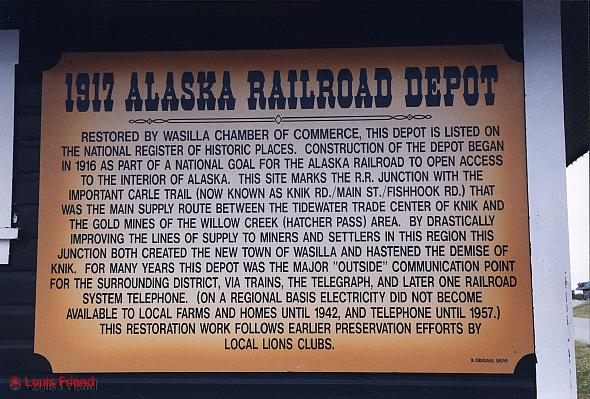 1917 ALASKA RAILROAD DEPOT
RESTORED BY WASILLA CHAMBER OF COMMERCE, THIS DEPOT IS LISTED ON
THE NATIONAL REGISTER OF HISTORIC PLACES. CONSTRUCTION OF THE DEPOT BEGAN
IN 1916 AS PART OF A NATIONAL GOAL FOR THE ALASKA RAILROAD TO OPEN ACCESS
TO THE INTERIOR OF ALASKA. THIS SITE MARKS THE R.R. JUNCTION WITH THE
IMPORTANT CARLE TRAIL (NOW KNOWN AS KNIK RD./MAIN ST./FISHHOOK RD.) THAT
WAS THE MAIN SUPPLY ROUTE BETWEEN THE TIDEWATER TRADE CENTER OF KNIK AND
THE GOLD MINES OF THE WILLOW CREEK (HATCHER PASS) AREA. BY DRASTICALLY
IMPROVING THE LINES OF SUPPLY TO MINERS AND SETTLERS IN THIS REGION THIS
JUNCTION BOTH CREATED THE NEW TOWN OF WASILLA AND HASTENED THE DEMISE OF
KNIK. FOR MANY YEARS THIS DEPOT WAS THE MAJOR "OUTSIDE" COMMUNICATION POINT
FOR THE SURROUNDING DISTRICT, VIA TRAINS, THE TELEGRAPH, AND LATER ONE RAILROAD
SYSTEM TELEPHONE. (ON A REGIONAL BASIS ELECTRICITY DID NOT BECOME
AVAILABLE TO LOCAL FARMS AND HOMES UNTIL 1942, AND TELEPHONE UNTIL 1957.)
THIS RESTORATION WORK FOLLOWS EARLIER PRESERVATION EFFORTS BY
LOCAL LIONS CLUBS.
ORIGINAL SIGNS
© Louis Friend